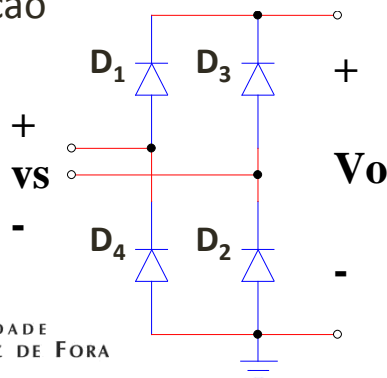 ção
D₁ D₃
+
+
vs
Vo
-
D₄ D₂
-
DADE
DE FORA